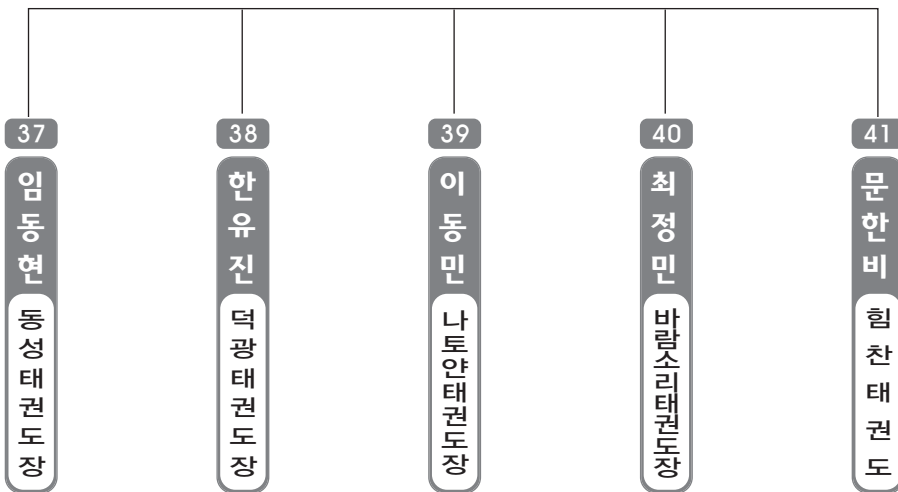 37
임동현
동성태권도장
38
한유진
덕광태권도장
39
이동민
나토얀태권도장
40
최정민
바람소리태권도장
41
문한비
힘찬태권도